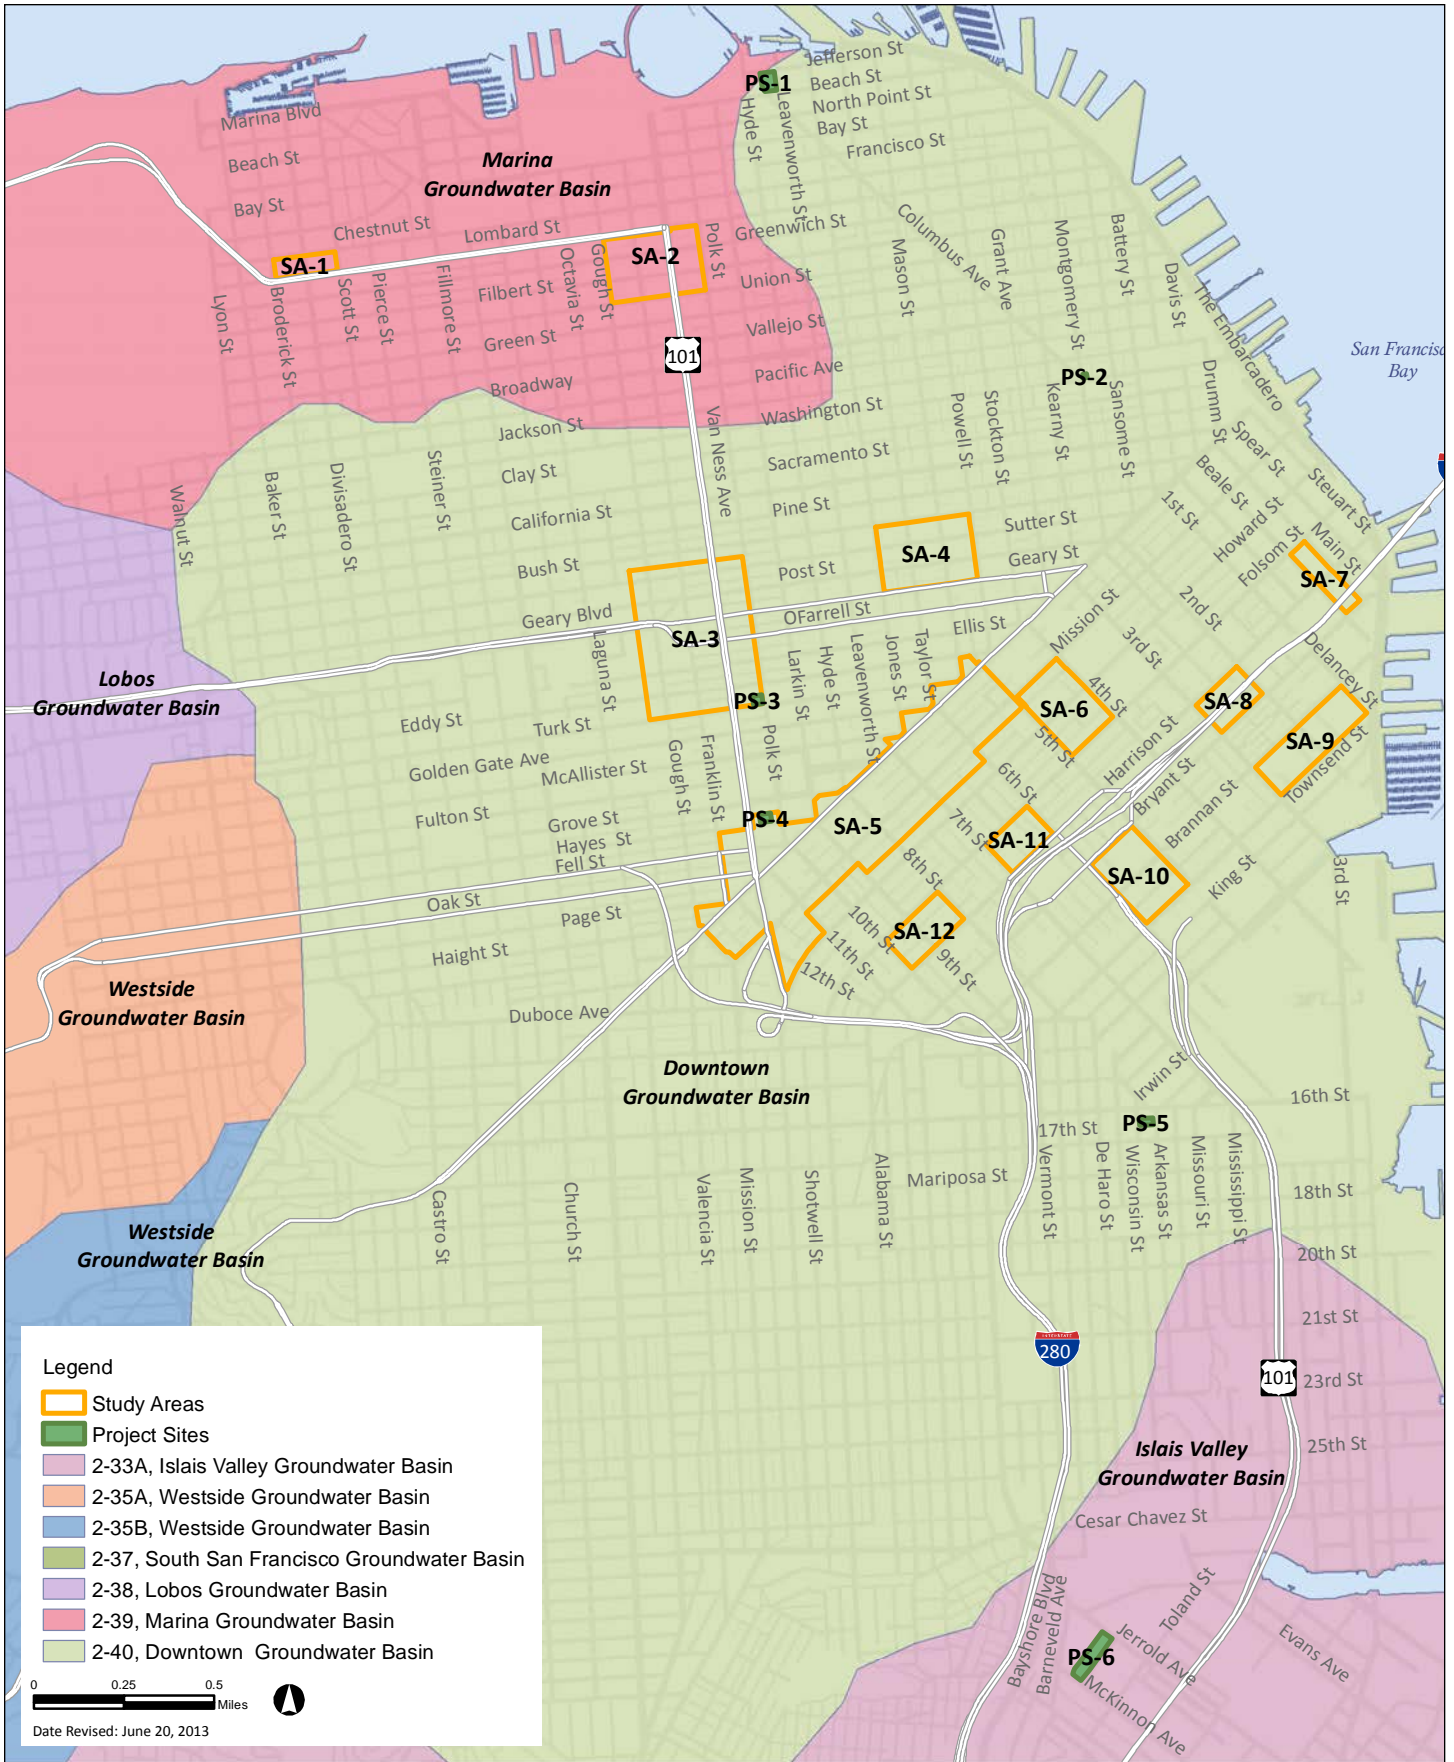 Jefferson St
PS-1
Beach St
North Point St
Bay St
Francisco St
Hyde St
Leavenworth St
Marina Blvd
Beach St
Bay St
Marina
Groundwater Basin
Chestnut St
Lombard St
Greenwich St
Polk St
Union St
Vallejo St
Pacific Ave
Washington St
Sacramento St
Pine St
SA-1
SA-2
Gough St
Octavia St
Filbert St
Green St
Broadway
Jackson St
Clay St
California St
Bush St
Lyon St
Broderick St
Scott St
Pierce St
Fillmore St
101
Van Ness Ave
Columbus Ave
Mason St
Grant Ave
Montgomery St
Battery St
Davis St
The Embarcadero
San Francisc
Bay
PS-2
Powell St
Stockton St
Kearny St
Sansome St
Drumm St
Spear St
Steuart St
Beale St
Howard St
Main St
Folsom St
1st St
2nd St
3rd St
Walnut St
Baker St
Divisadero St
Steiner St
SA-4
Sutter St
Geary St
Post St
OFarrell St
Ellis St
Mission St
SA-7
Geary Blvd
SA-3
PS-3
Laguna St
Larkin St
Hyde St
Leavenworth St
Jones St
Taylor St
Lobos
Groundwater Basin
Eddy St
Turk St
Golden Gate Ave
McAllister St
Fulton St
Grove St
Hayes St
Fell St
Gough St
Franklin St
Polk St
PS-4
SA-5
SA-6
4th St
5th St
6th St
7th St
8th St
9th St
10th St
11th St
12th St
SA-8
SA-9
Delancey St
Townsend St
Harrison St
Bryant St
Brannan St
King St
3rd St
SA-10
SA-11
SA-12
Oak St
Page St
Haight St
Duboce Ave
Westside
Groundwater Basin
Downtown
Groundwater Basin
Irwin St
16th St
PS-5
17th St
Mariposa St
18th St
20th St
21st St
23rd St
25th St
Castro St
Church St
Valencia St
Mission St
Shotwell St
Alabama St
Vermont St
De Haro St
Wisconsin St
Arkansas St
Missouri St
Mississippi St
Westside
Groundwater Basin
INTERSTATE
280
101
Islais Valley
Groundwater Basin
Cesar Chavez St
Bayshore Blvd
Barneveld Ave
Toland St
Jerrold Ave
Evans Ave
PS-6
McKinnon Ave
Legend
Study Areas
Project Sites
2-33A, Islais Valley Groundwater Basin
2-35A, Westside Groundwater Basin
2-35B, Westside Groundwater Basin
2-37, South San Francisco Groundwater Basin
2-38, Lobos Groundwater Basin
2-39, Marina Groundwater Basin
2-40, Downtown Groundwater Basin
0 0.25 0.5
Miles
Date Revised: June 20, 2013